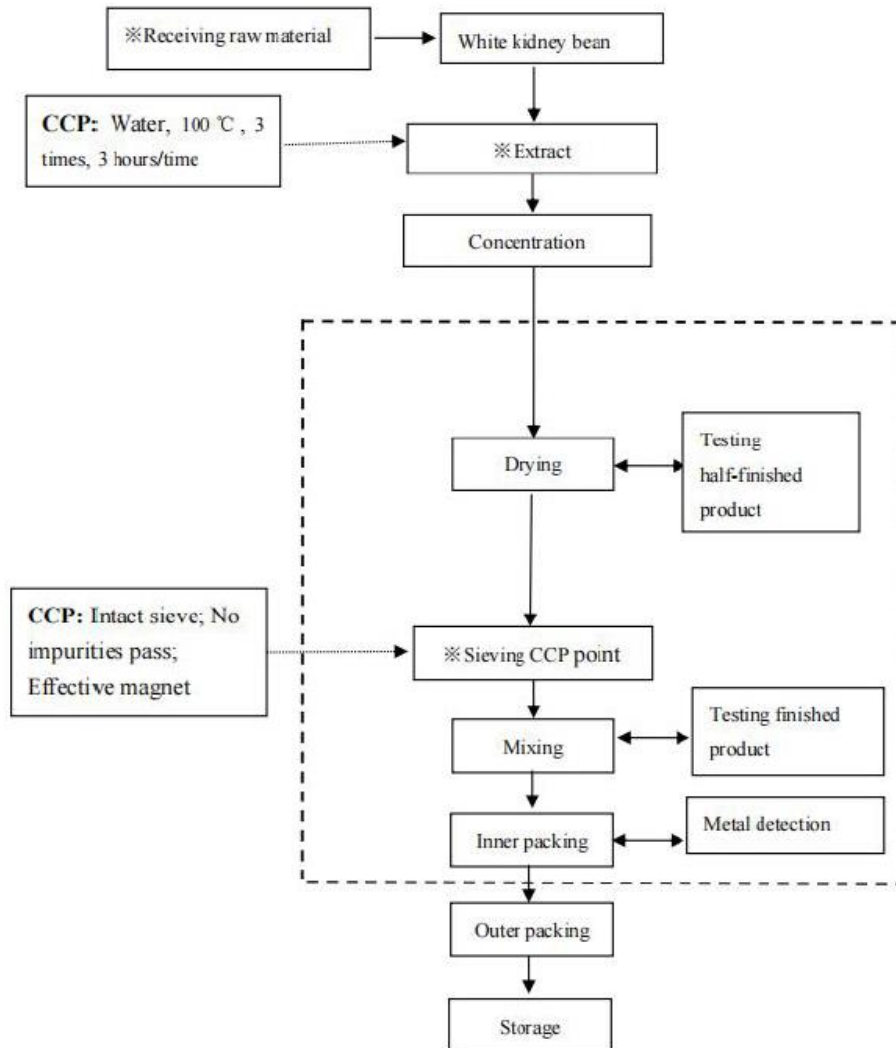 ※Receiving raw material
White kidney bean
CCP: Water, 100 ℃, 3
times, 3 hours/time
※Extract
Concentration
Drying
Testing
half-finished
product
CCP: Intact sieve; No
impurities pass;
Effective magnet
※Sieving CCP point
Mixing
Testing finished
product
Inner packing
Metal detection
Outer packing
Storage